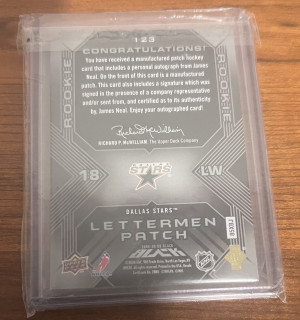 123
CONGRATULATIONS!
You have received a manufactured patch hockey
card that includes a personal autograph from James
Neal. On the front of this card is a manufactured
patch. This card also includes a signature which was
signed in the presence of a company representative
and/or sent from, and certified as to its authenticity
by, James Neal. Enjoy your autographed card!
RICHARD P. McWILLIAM, The Upper Deck Company
ROOKIE
ROOKIE
STARS
18
LW
DALLAS STARS™
LETTERMEN
PATCH
BLACK
NHL